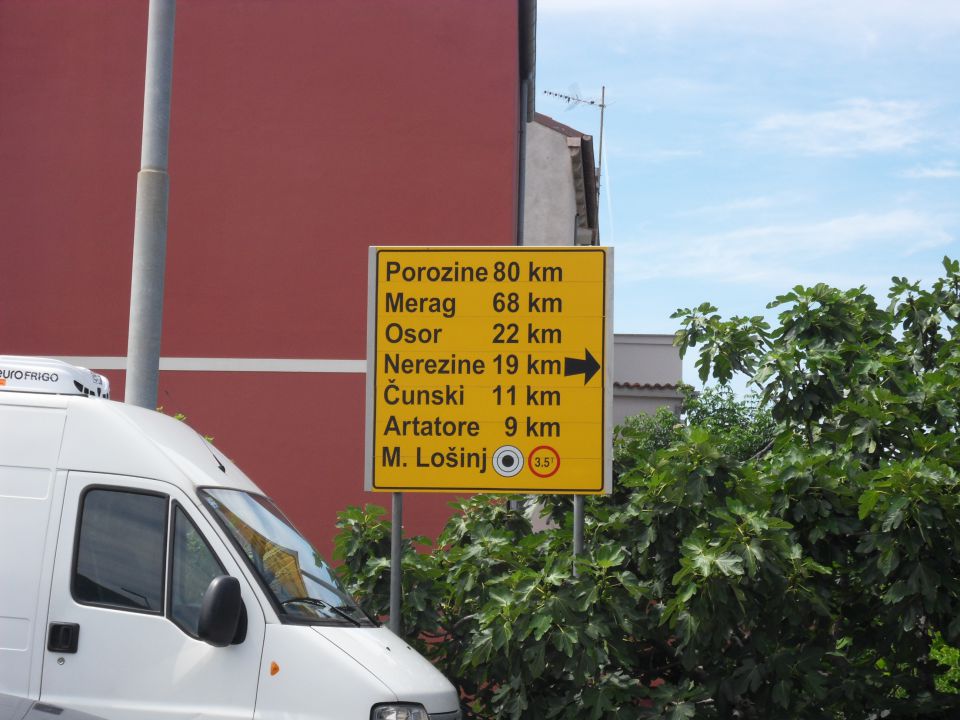 Porozine 80 km
Merag 68 km
Osor 22 km
Nerezine 19 km
Čunski 11 km
Artatore 9 km
M. Lošinj 3.5T
euroFRIGO